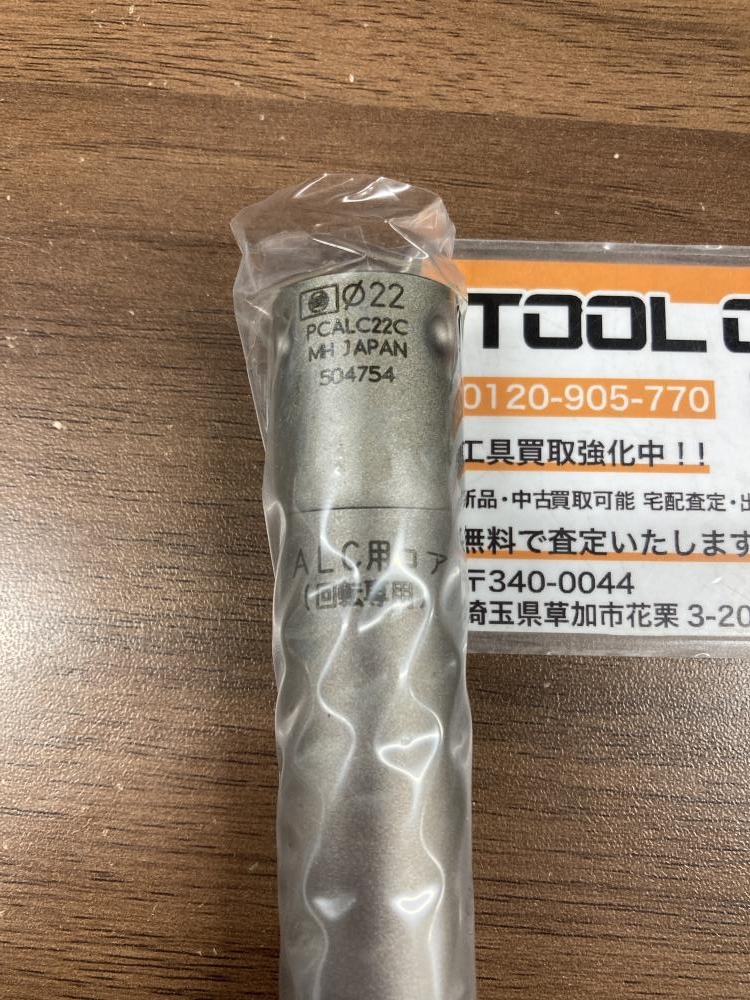 Ø22
PCALC22C
MH JAPAN
504754
ALC用コア
(回転専用)
TOOL
0120-905-770
工具買取強化中!!
新品・中古買取可能 宅配査定・出
無料で査定いたします
〒340-0044
埼玉県草加市花栗 3-20